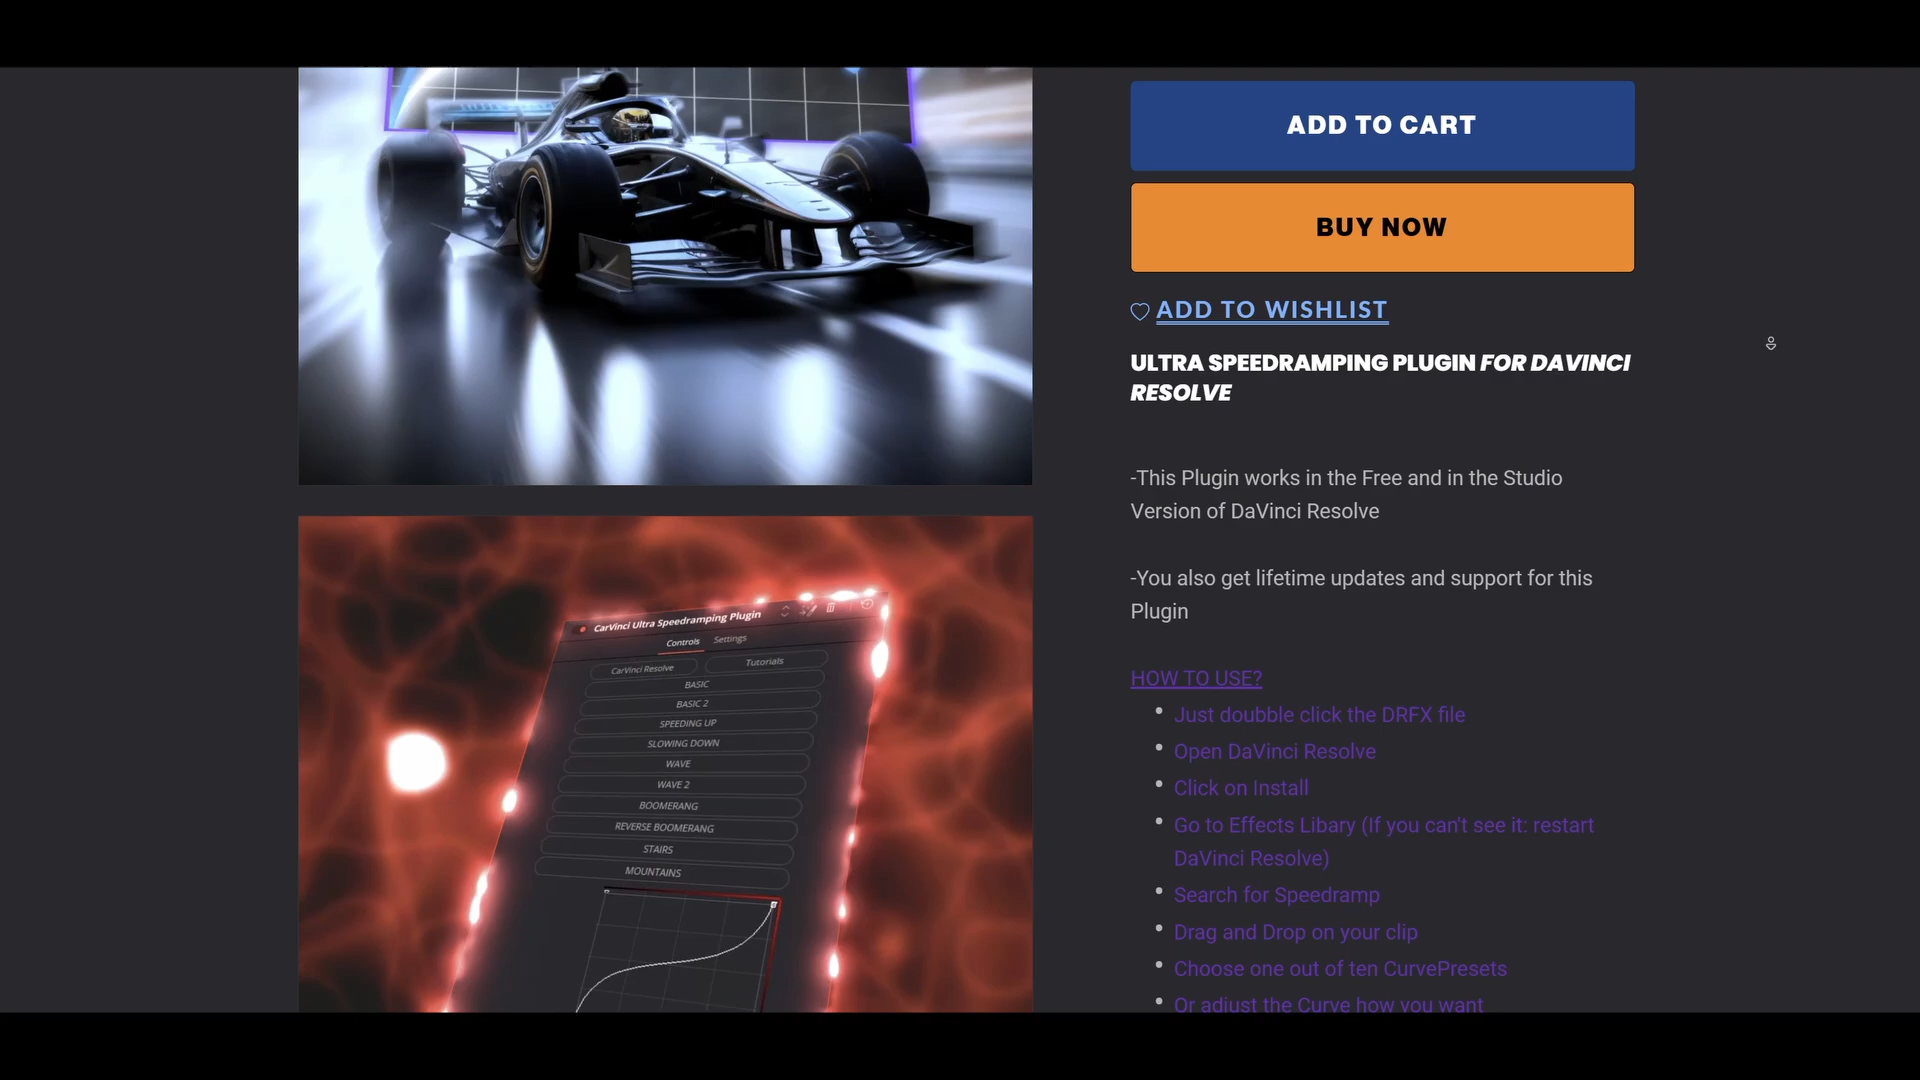 ADD TO CART
BUY NOW
ADD TO WISHLIST
ULTRA SPEEDRAMPING PLUGIN FOR DAVINCI
RESOLVE
-This Plugin works in the Free and in the Studio
Version of DaVinci Resolve
-You also get lifetime updates and support for this
Plugin
HOW TO USE?
Just doubble click the DRFX file
Open DaVinci Resolve
Click on Install
Go to Effects Libary (If you can't see it: restart
DaVinci Resolve)
Search for Speedramp
Drag and Drop on your clip
Choose one out of ten CurvePresets
Or adjust the Curve how you want
CarVinci Ultra Speedramping Plugin
Controls Settings
CarVinci Resolve Tutorials
BASIC
BASIC 2
SPEEDING UP
SLOWING DOWN
WAVE
WAVE 2
BOOMERANG
REVERSE BOOMERANG
STAIRS
MOUNTAINS